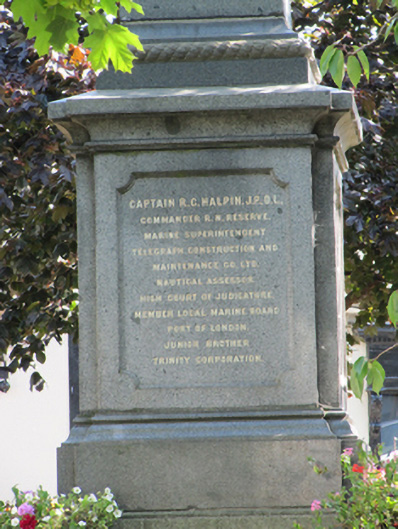 CAPTAIN R.C. HALPIN, J.P. D.L.
COMMANDER R.N. RESERVE.
MARINE SUPERINTENDENT
TELEGRAPH, CONSTRUCTION AND
MAINTENANCE, CO. LTD.
NAUTICAL ASSESSOR.
HIGH COURT OF JUDICATURE.
MEMBER LOCAL MARINE BOARD
PORT OF LONDON.
JUNIOR BROTHER
TRINITY CORPORATION.